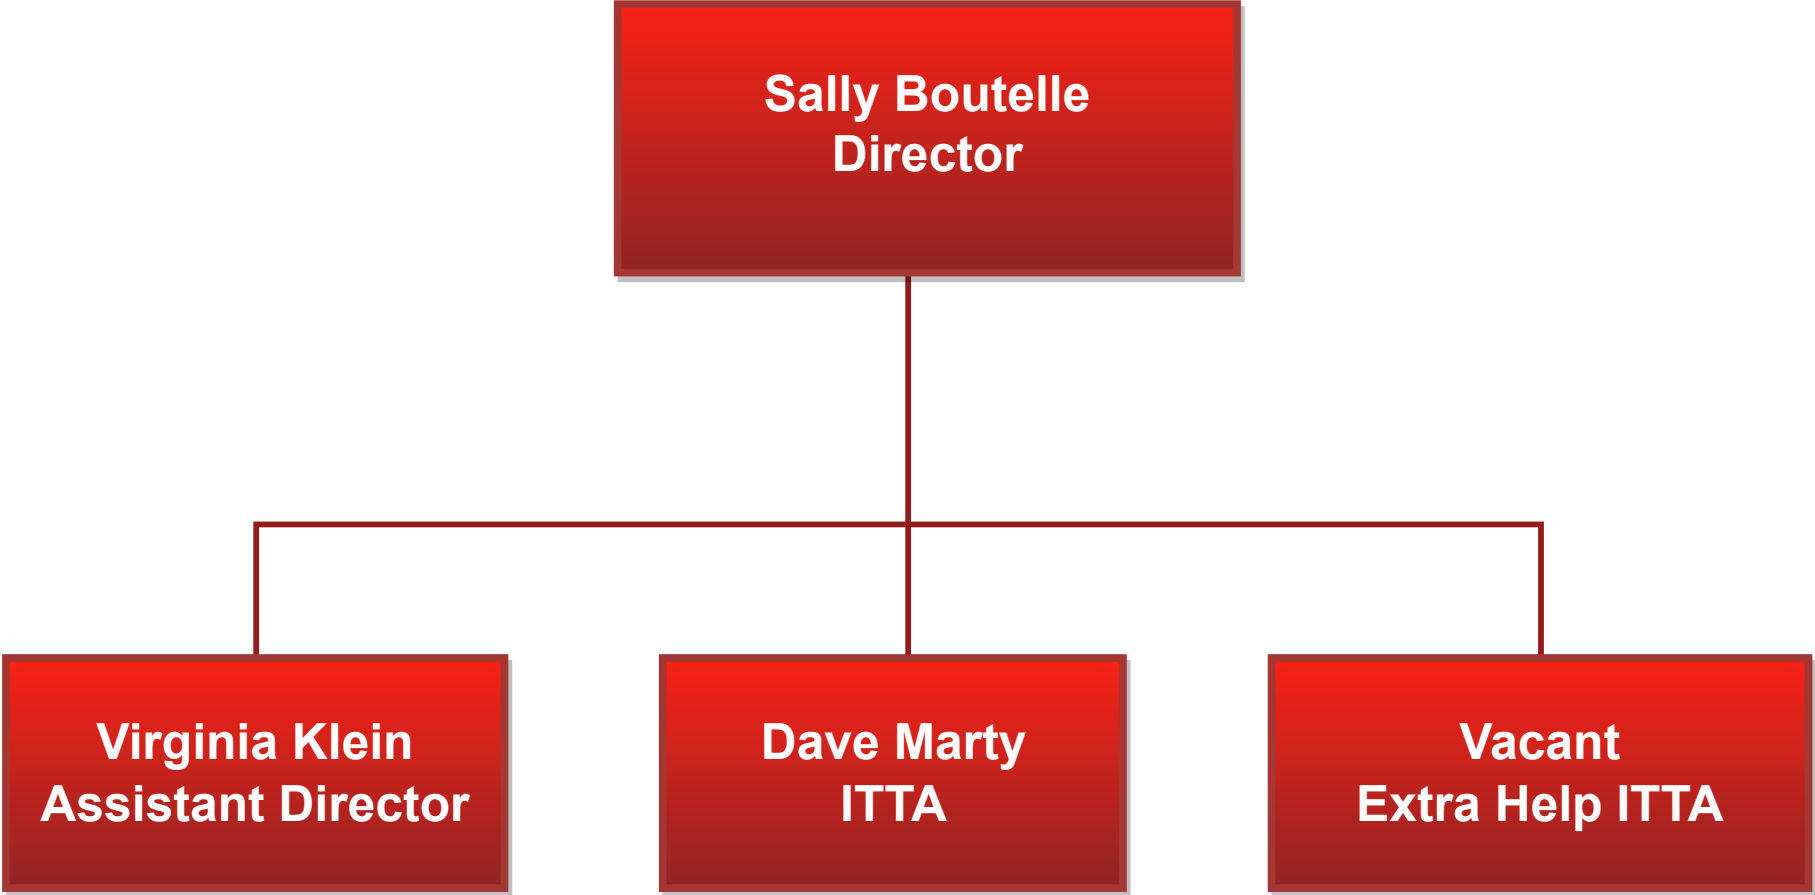 Sally Boutelle
Director
Virginia Klein
Assistant Director
Dave Marty
ITTA
Vacant
Extra Help ITTA